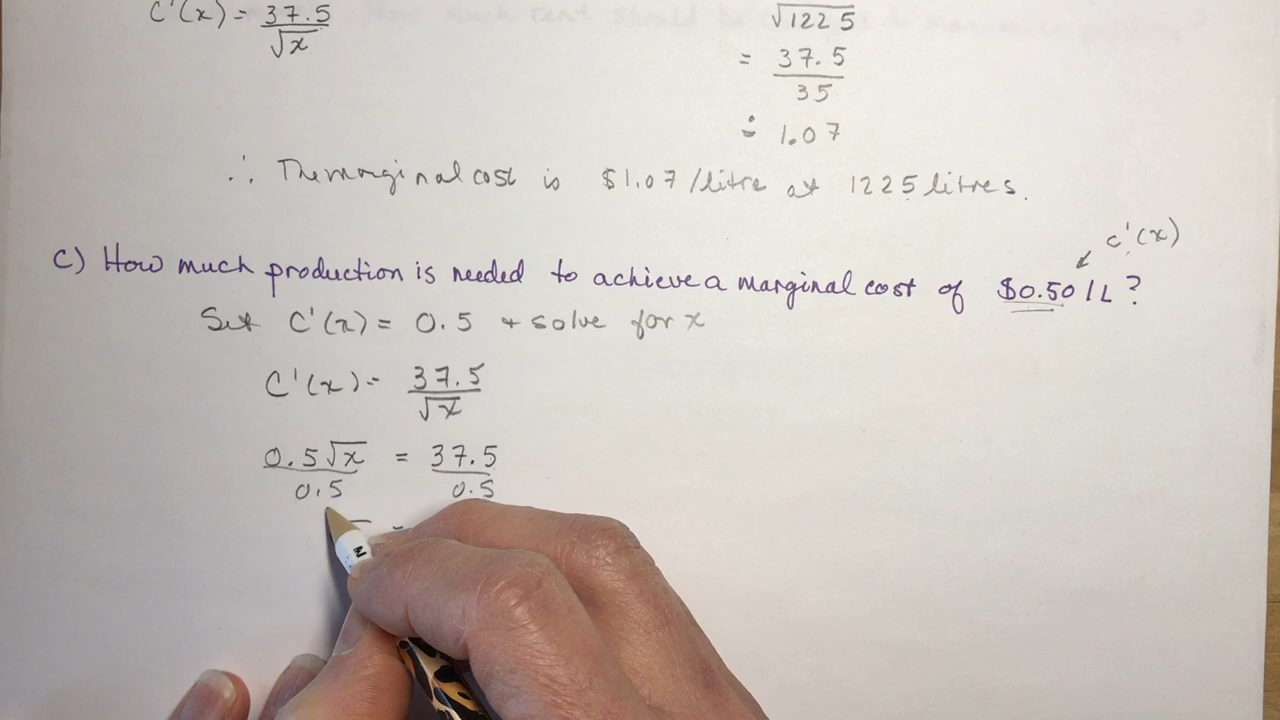 C'(x) = 37.5
√x
√1225
= 37.5
35
≐ 1.07
∴ The marginal cost is $1.07/litre at 1225 litres.
c'(x)
C) How much production is needed to achieve a marginal cost of $0.50/L?
Set C'(x) = 0.5 + solve for x
C'(x) = 37.5
√x
0.5√x = 37.5
0.5 0.5
N